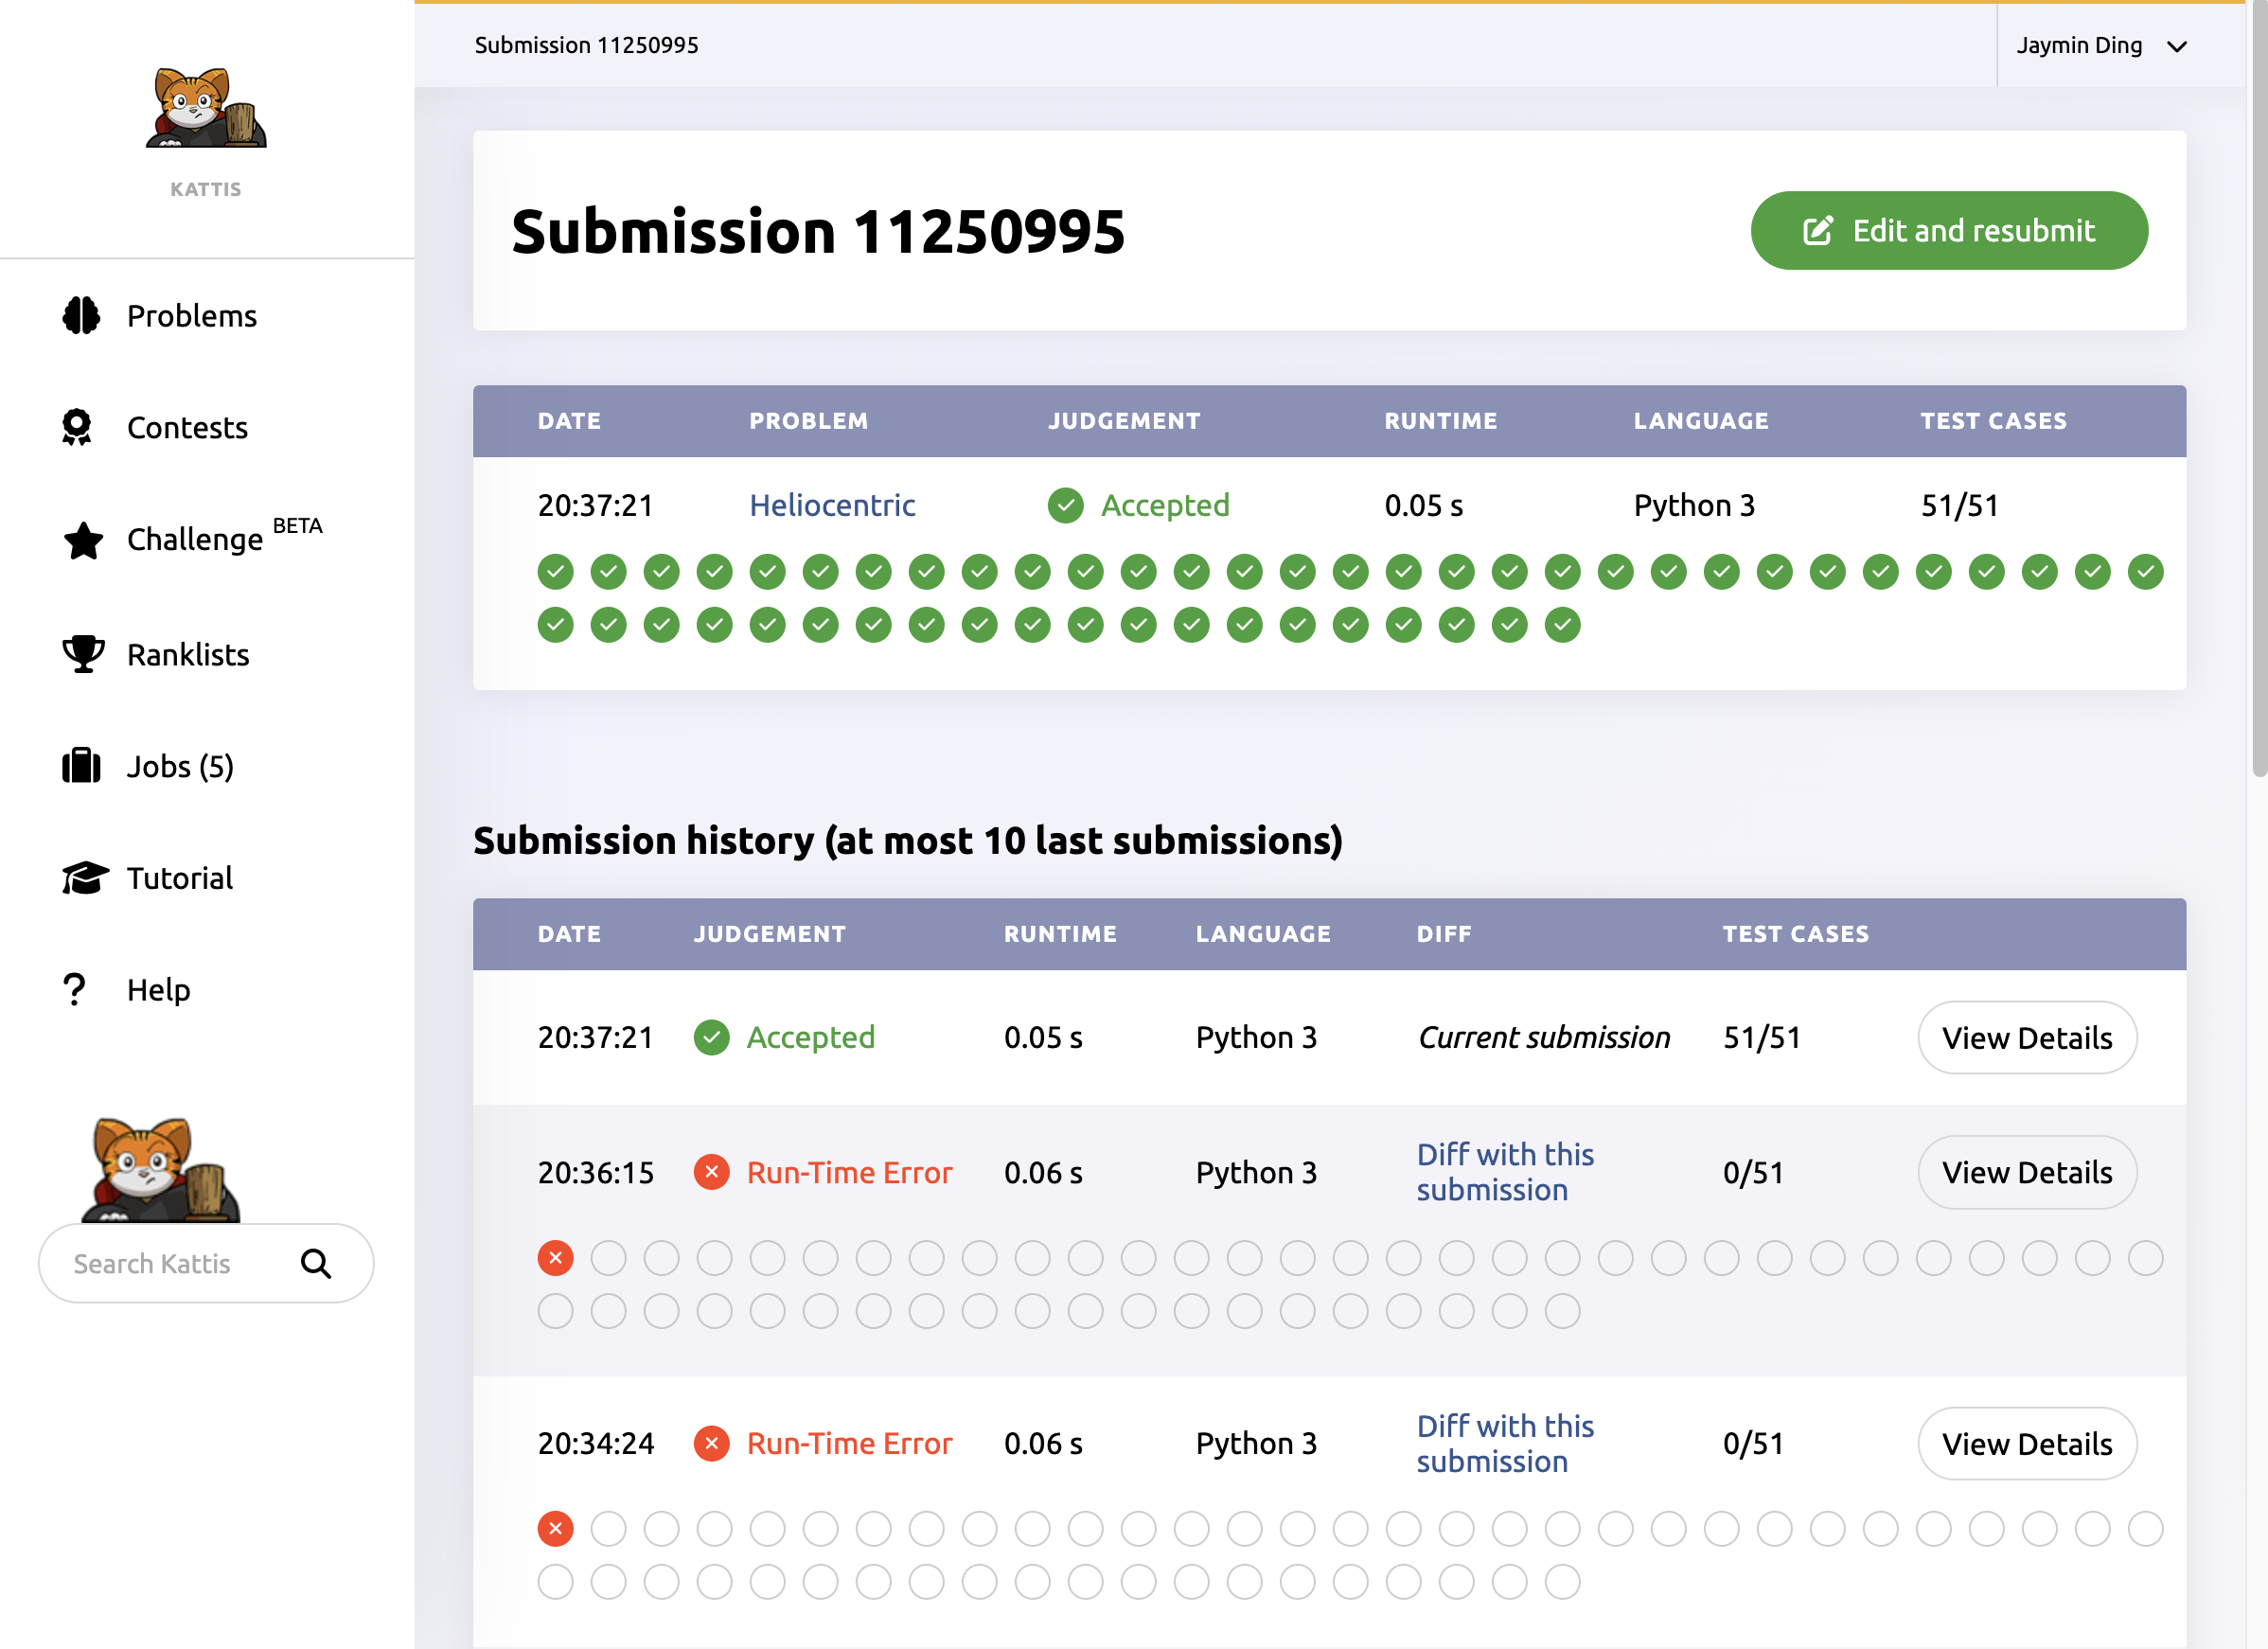 Submission 11250995
Jaymin Ding
KATTIS
Problems
Contests
Challenge BETA
Ranklists
Jobs (5)
Tutorial
Help
Search Kattis
Submission 11250995
Edit and resubmit
DATE PROBLEM JUDGEMENT RUNTIME LANGUAGE TEST CASES
20:37:21 Heliocentric Accepted 0.05 s Python 3 51/51
Submission history (at most 10 last submissions)
DATE JUDGEMENT RUNTIME LANGUAGE DIFF TEST CASES
20:37:21 Accepted 0.05 s Python 3 Current submission 51/51 View Details
20:36:15 Run-Time Error 0.06 s Python 3 Diff with this
submission 0/51 View Details
20:34:24 Run-Time Error 0.06 s Python 3 Diff with this
submission 0/51 View Details